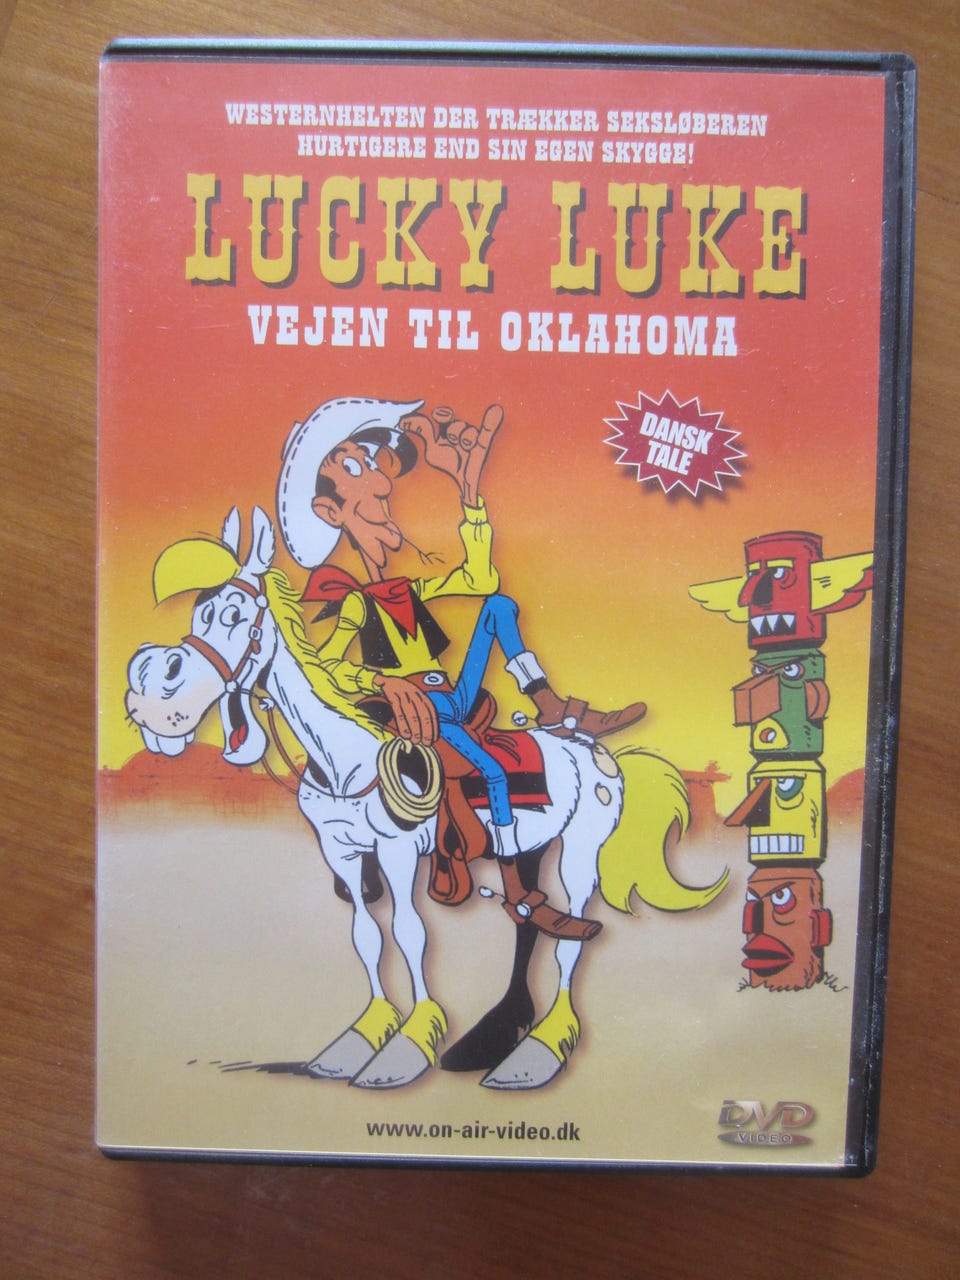 WESTERNHELTEN DER TRÆKKER SEKSLØBEREN
HURTIGERE END SIN EGEN SKYGGE!
LUCKY LUKE
VEJEN TIL OKLAHOMA
DANSK
TALE
www.on-air-video.dk
DVD
VIDEO